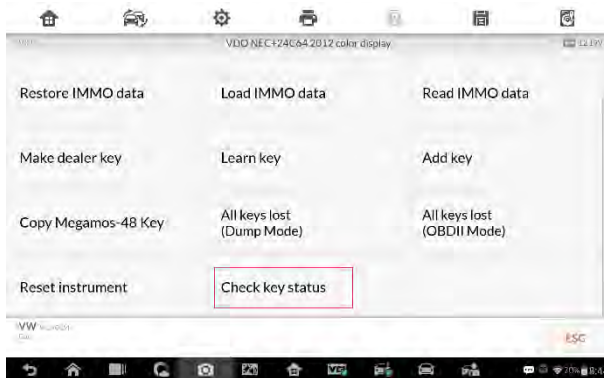 VDO NEC+24C64 2012 color display
Restore IMMO data
Load IMMO data
Read IMMO data
Make dealer key
Learn key
Add key
Copy Megamos-48 Key
All keys lost
(Dump Mode)
All keys lost
(OBDII Mode)
Reset instrument
Check key status
VW
ESC